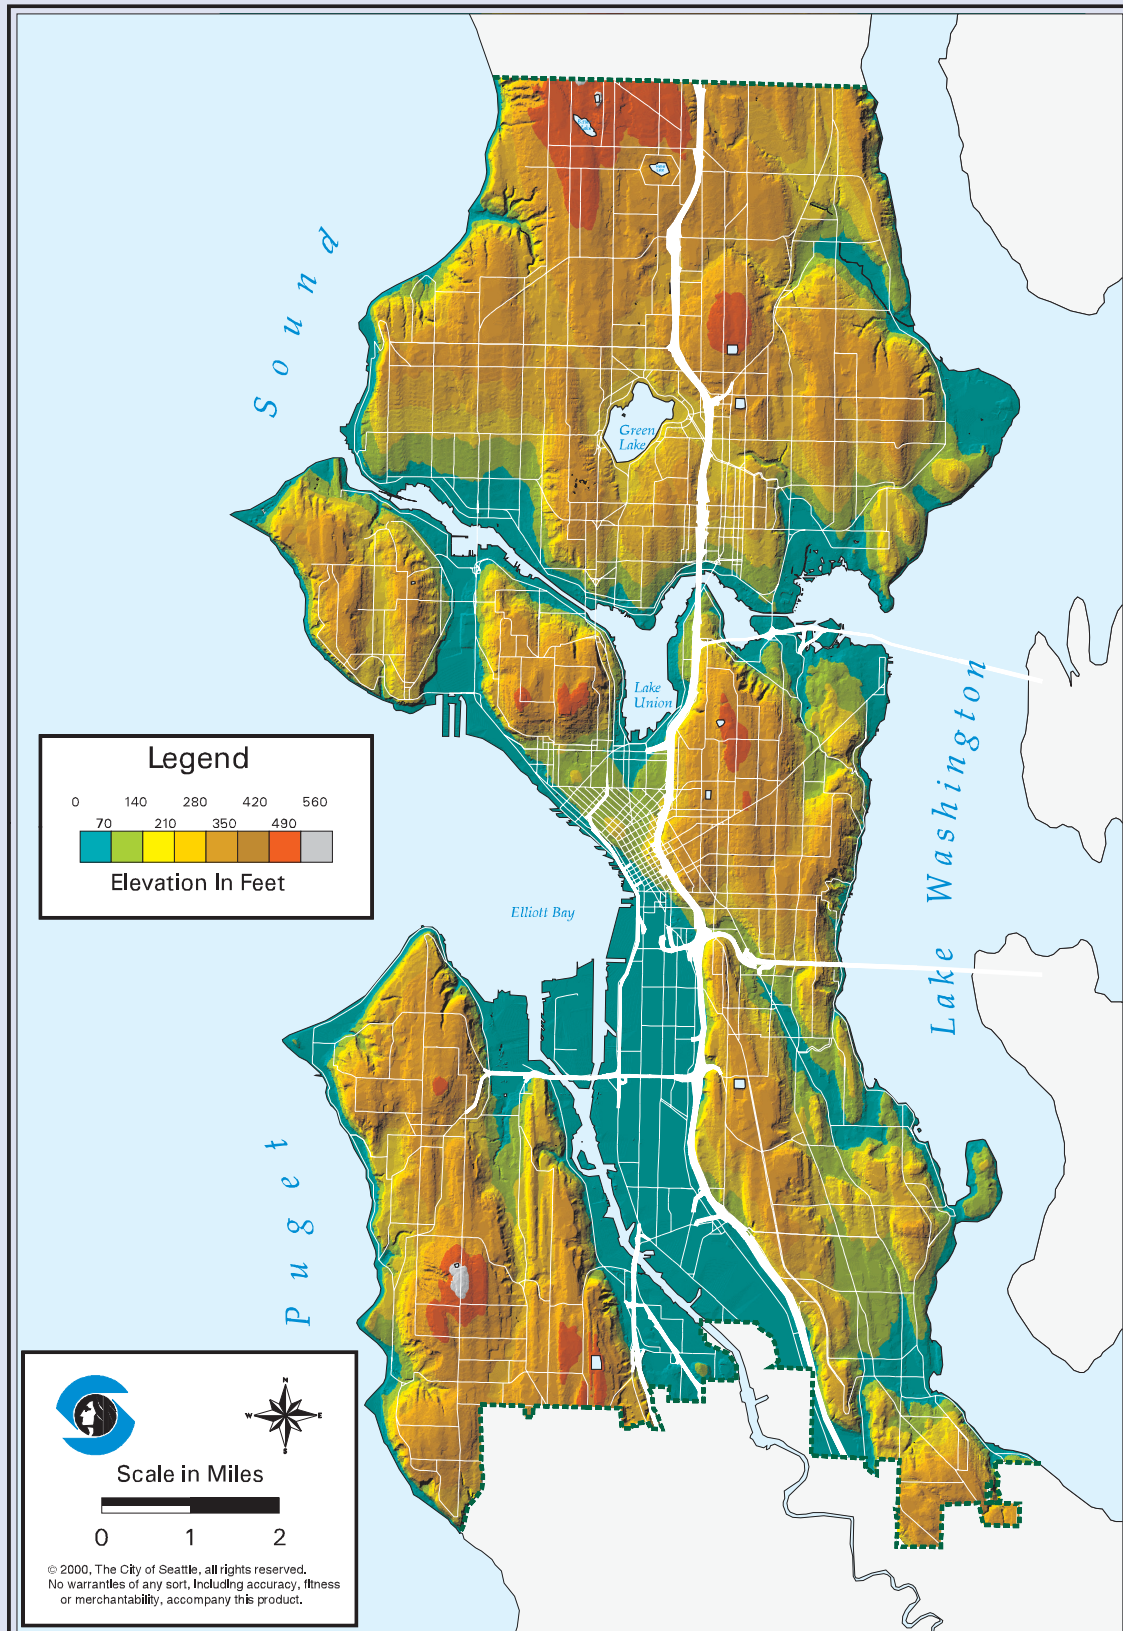 Sound
Green
Lake
Lake
Union
Lake Washington
Legend
0 140 280 420 560
70 210 350 490
Elevation In Feet
Elliott Bay
Puget
N
W E
S
Scale in Miles
0 1 2
© 2000, The City of Seattle, all rights reserved.
No warranties of any sort, including accuracy, fitness
or merchantability, accompany this product.